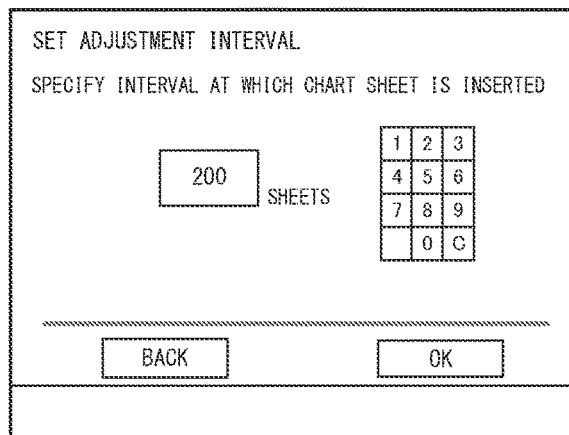 SET ADJUSTMENT INTERVAL
SPECIFY INTERVAL AT WHICH CHART SHEET IS INSERTED
200 SHEETS
1 2 3
4 5 6
7 8 9
0 C
BACK OK